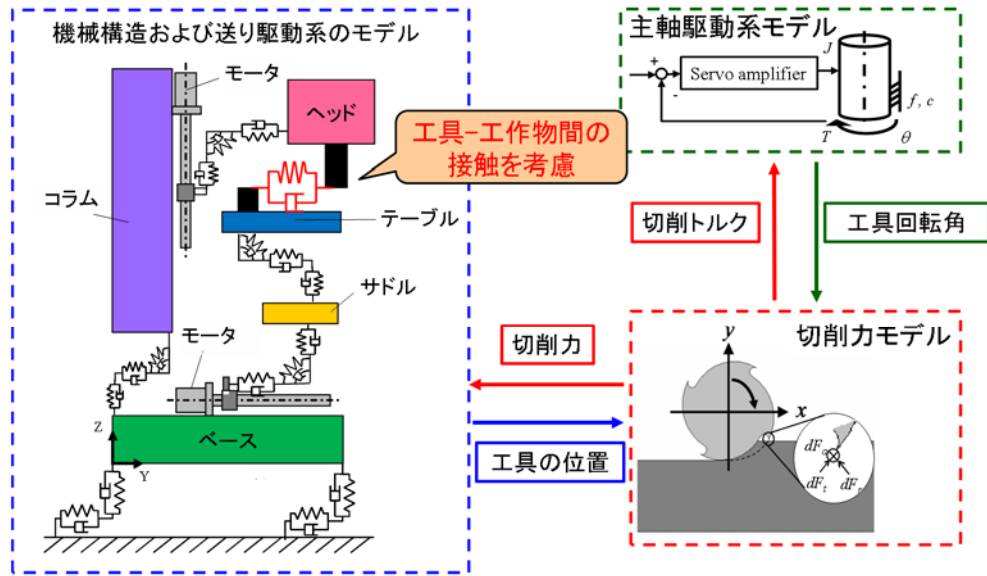 機械構造および送り駆動系のモデル
モータ
ヘッド
コラム
テーブル
サドル
モータ
ベース
Z
Y
工具−工作物間の
接触を考慮
主軸駆動系モデル
+
-
Servo amplifier
J
f, c
T
θ
切削トルク
工具回転角
切削力
工具の位置
切削力モデル
y
x
dFa
dFt
dFr